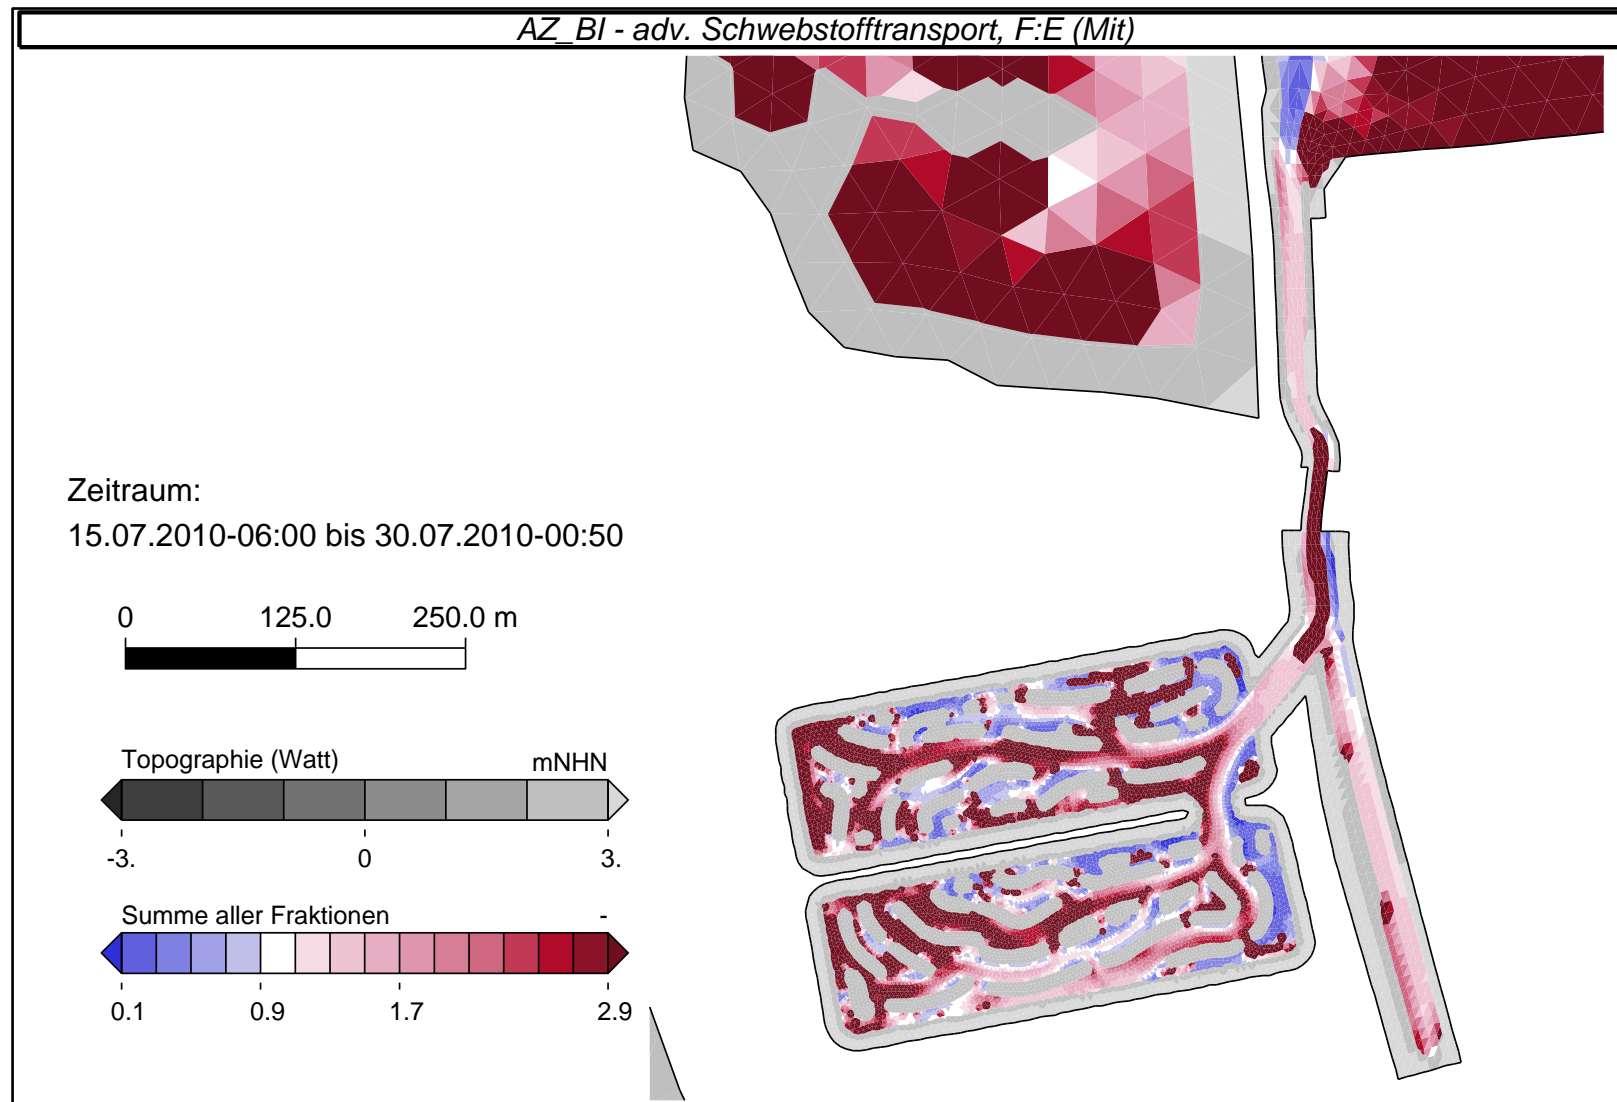 AZ_BI - adv. Schwebstofftransport, F:E (Mit)
Zeitraum:
15.07.2010-06:00 bis 30.07.2010-00:50
0 125.0 250.0 m
Topographie (Watt) mNHN
-3. 0 3.
Summe aller Fraktionen -
0.1 0.9 1.7 2.9